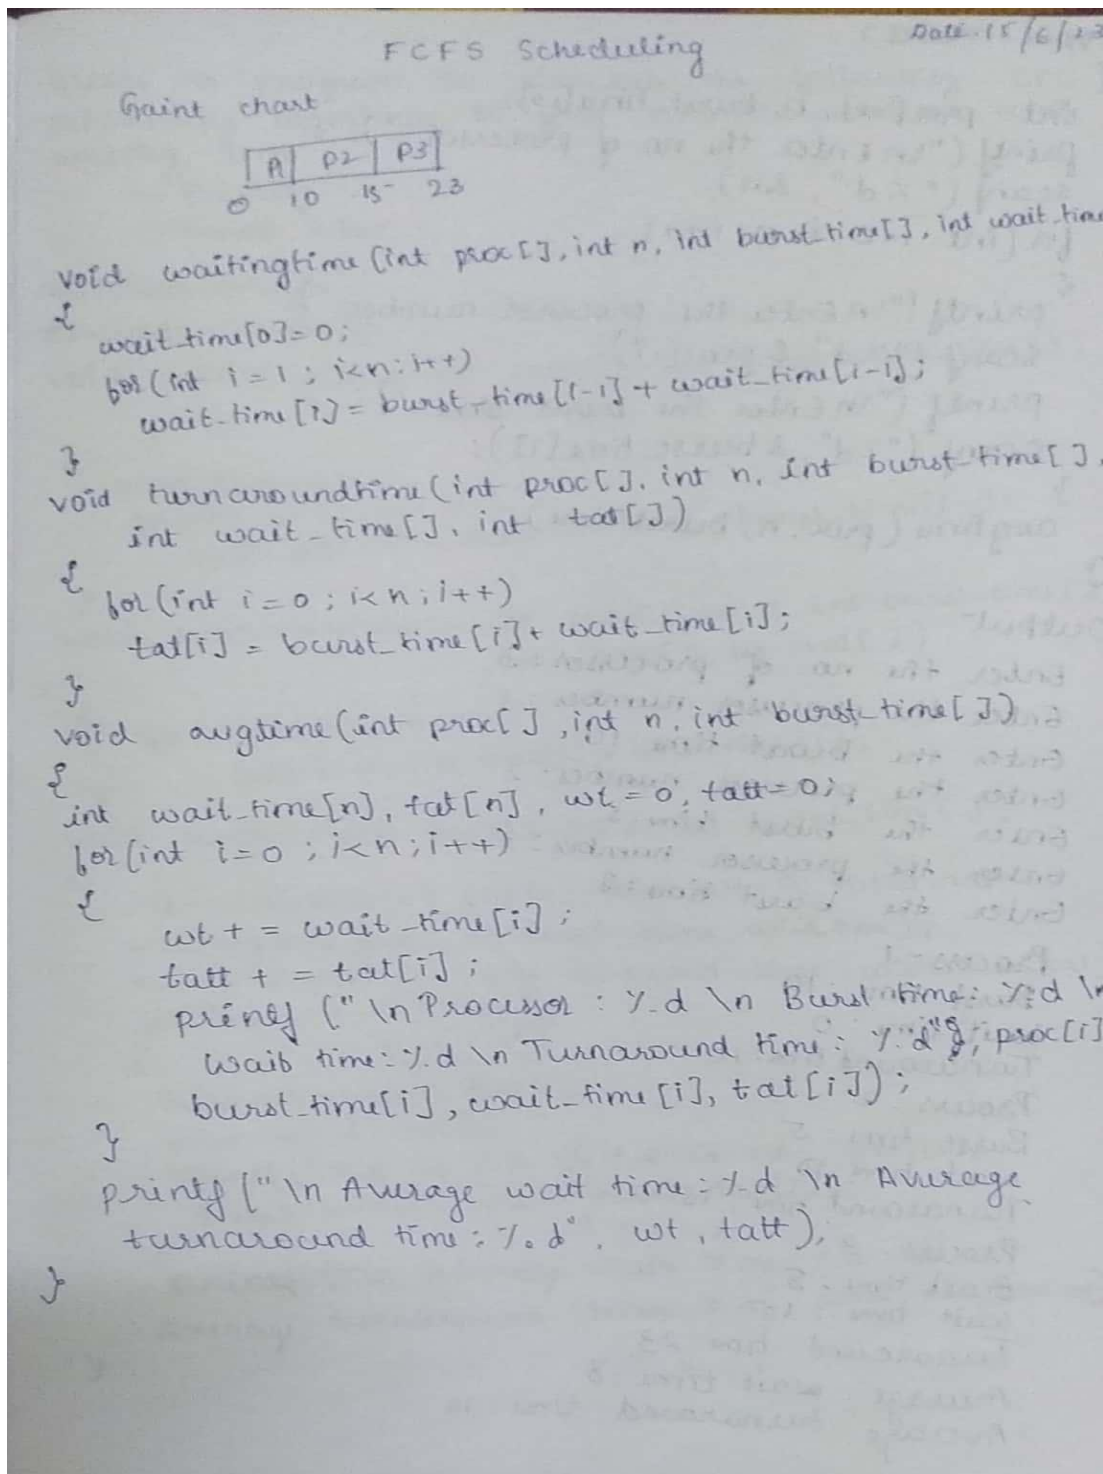 Date. 15/6/23
FCFS Scheduling
Gaint chart
P1 P2 P3
0 10 15 23
void waitingtime (int proc[], int n, int burst_time[], int wait_time
{
wait_time[0]=0;
for (int i=1; i<n; i++)
wait_time[i] = burst_time[i-1] + wait_time[i-1];
}
void turnaroundtime (int proc[], int n, int burst_time[],
int wait_time[], int tat[])
{
for (int i=0; i<n; i++)
tat[i] = burst_time[i] + wait_time[i];
}
void avgtime (int proc[], int n, int burst_time[])
{
int wait_time[n], tat[n], wt=0, tatt=0;
for (int i=0; i<n; i++)
{
wt += wait_time[i];
tatt += tat[i];
printf ("\n Processor : %d \n Burst time: %d \n
Wait time: %d \n Turnaround time: %d", proc[i]
burst_time[i], wait_time[i], tat[i]);
}
printf ("\n Average wait time: %d \n Average
turnaround time: %d", wt, tatt);
}